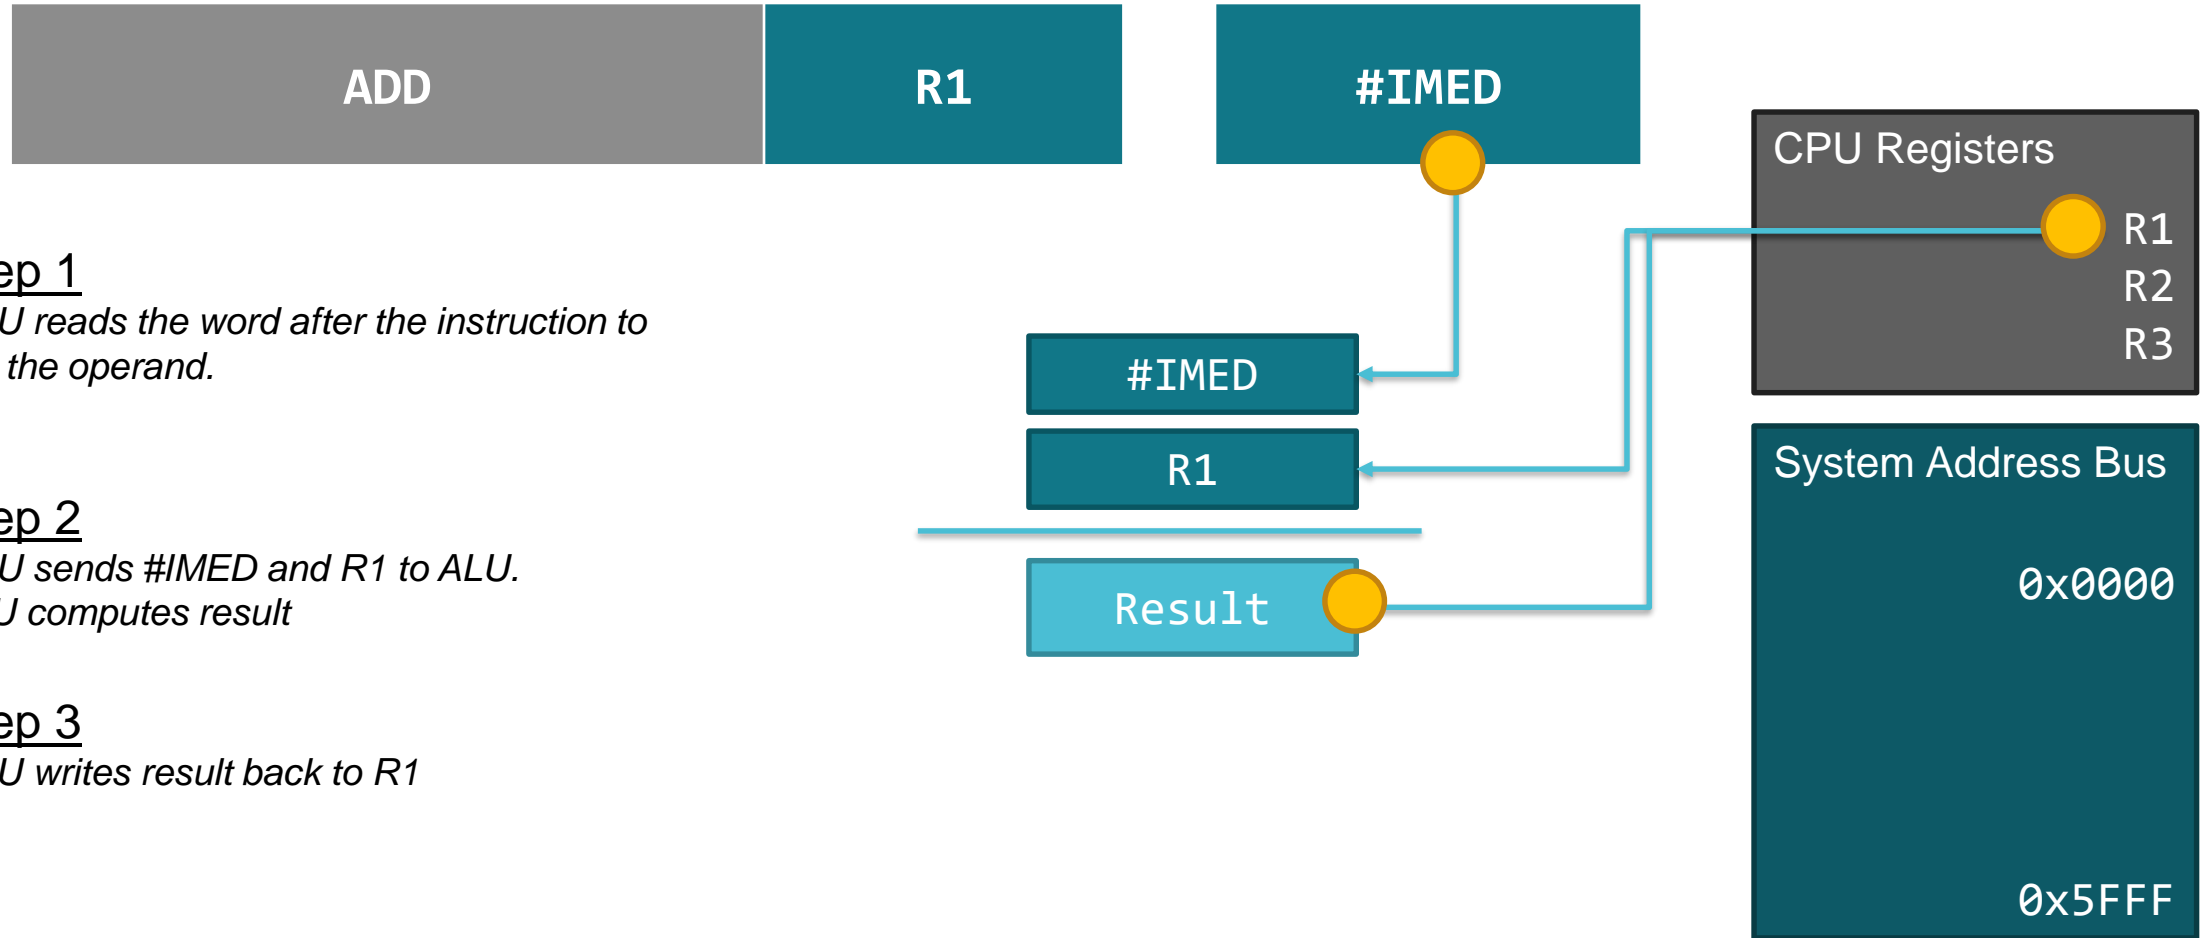 ADD R1 #IMED
CPU Registers
R1
R2
R3
ep 1
U reads the word after the instruction to
the operand.
#IMED
R1
Result
ep 2
U sends #IMED and R1 to ALU.
U computes result
ep 3
U writes result back to R1
System Address Bus
0x0000
0x5FFF